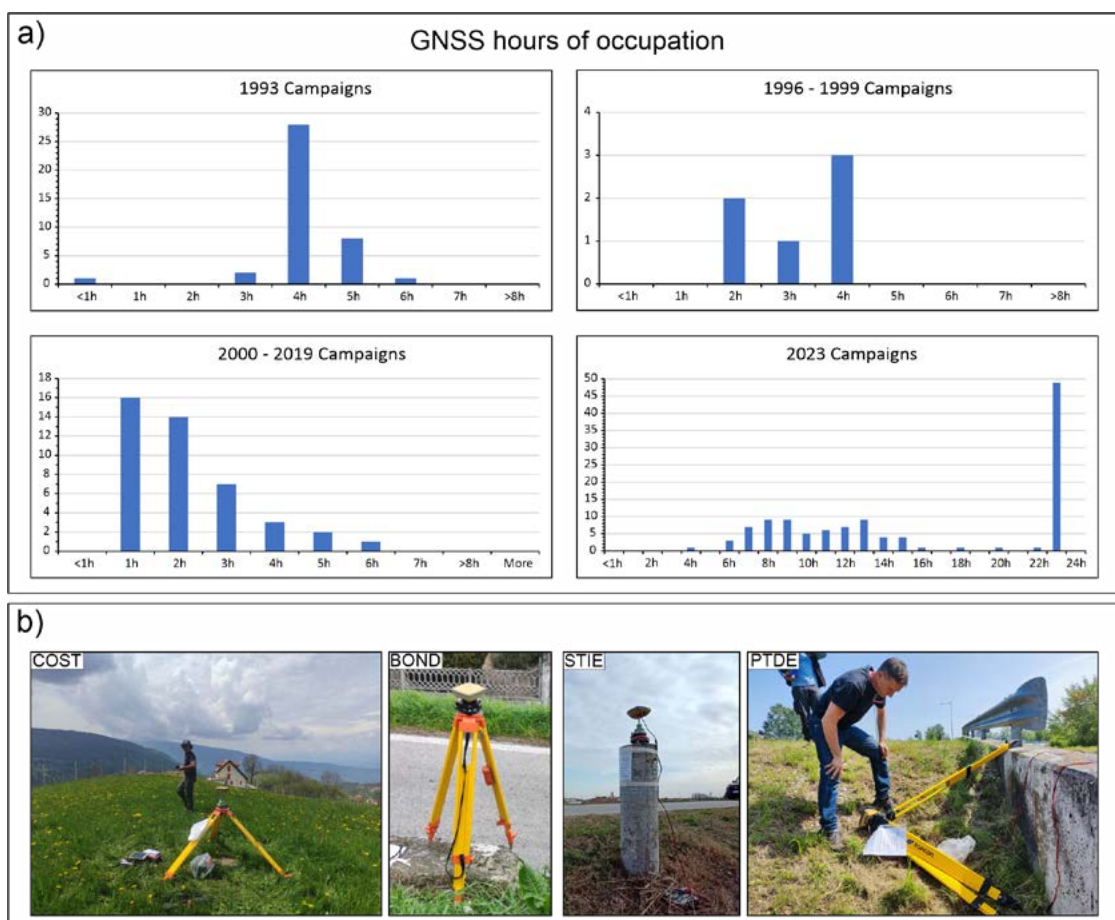 a)
GNSS hours of occupation
1993 Campaigns
30
25
20
15
10
5
0
<1h 1h 2h 3h 4h 5h 6h 7h >8h
1996 - 1999 Campaigns
4
3
2
1
0
<1h 1h 2h 3h 4h 5h 6h 7h >8h
2000 - 2019 Campaigns
18
16
14
12
10
8
6
4
2
0
<1h 1h 2h 3h 4h 5h 6h 7h >8h More
2023 Campaigns
50
45
40
35
30
25
20
15
10
5
0
<1h 2h 4h 6h 8h 10h 12h 14h 16h 18h 20h 22h 24h
b)
COST
BOND
STIE
PTDE